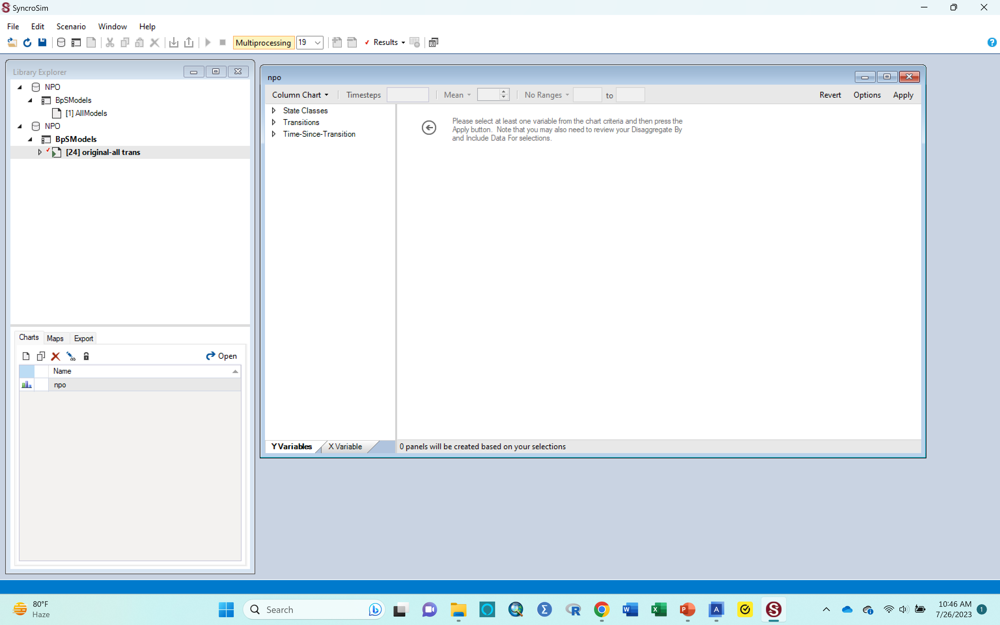 SyncroSim
File Edit Scenario Window Help
Multiprocessing 19 Results
Library Explorer
NPO
BpSModels
[1] AllModels
NPO
BpSModels
[24] original-all trans
npo
Column Chart Timesteps Mean No Ranges to Revert Options Apply
State Classes
Transitions
Time-Since-Transition
Please select at least one variable from the chart criteria and then press the
Apply button. Note that you may also need to review your Disaggregate By
and Include Data For selections.
Y Variables X Variable 0 panels will be created based on your selections
Charts Maps Export
Open
Name
npo
80°F
Haze
Search
10:46 AM
7/26/2023
1